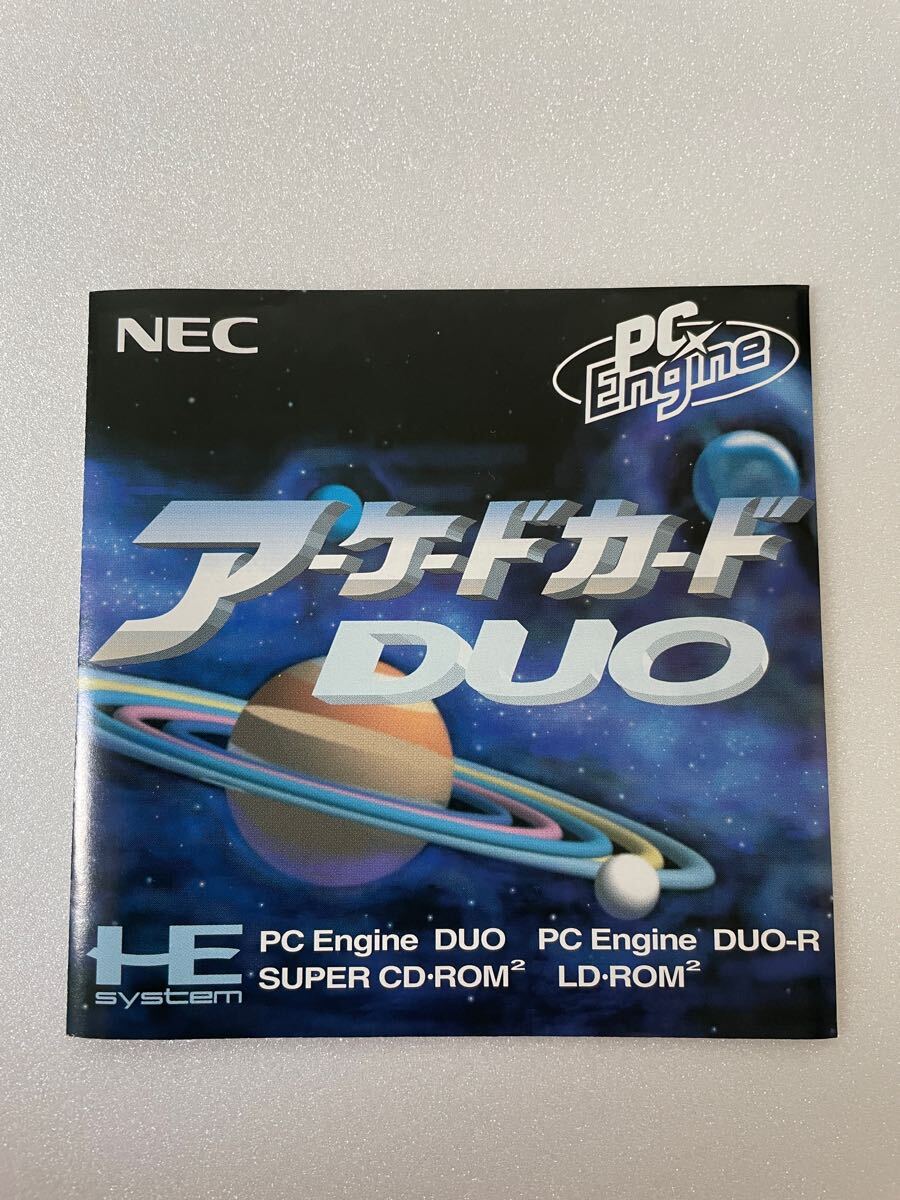 NEC
PC Engine
アーケードカード
DUO
HE system
PC Engine DUO PC Engine DUO-R
SUPER CD・ROM² LD・ROM²